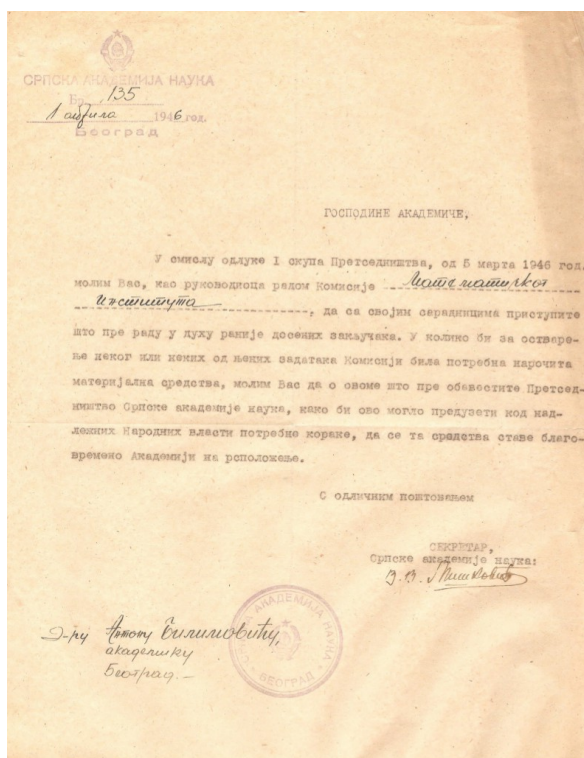 СРПСКА АКАДЕМИЈА НАУКА
Бр. 135
1 априла 1946 год.
Београд
ГОСПОДИНЕ АКАДЕМИЧЕ,
У смислу одлуке I скупа Претседништва, од 5 марта 1946 год.
молим Вас, као руководиоца радом Комисије Математичког
Института, да са својим сарадницима приступите
што пре раду у духу раније досених закључака. У колико би за остваре-
ње неког или неких од њених задатака Комисији била потребна нарочита
материјална средства, молим Вас да о овоме што пре обавестите Претсед-
ништво Српске академије наука, како би ово могло предузети код над-
лежних Народних власти потребне кораке, да се та средства ставе благо-
времено Академији на рсположење.
С одличним поштовањем
СЕКРЕТАР,
Српске академије наука:
Д-ру Антону Билимовићу,
академику
Београд.—
АКАДЕМИЈА НАУКА
БЕОГРАД